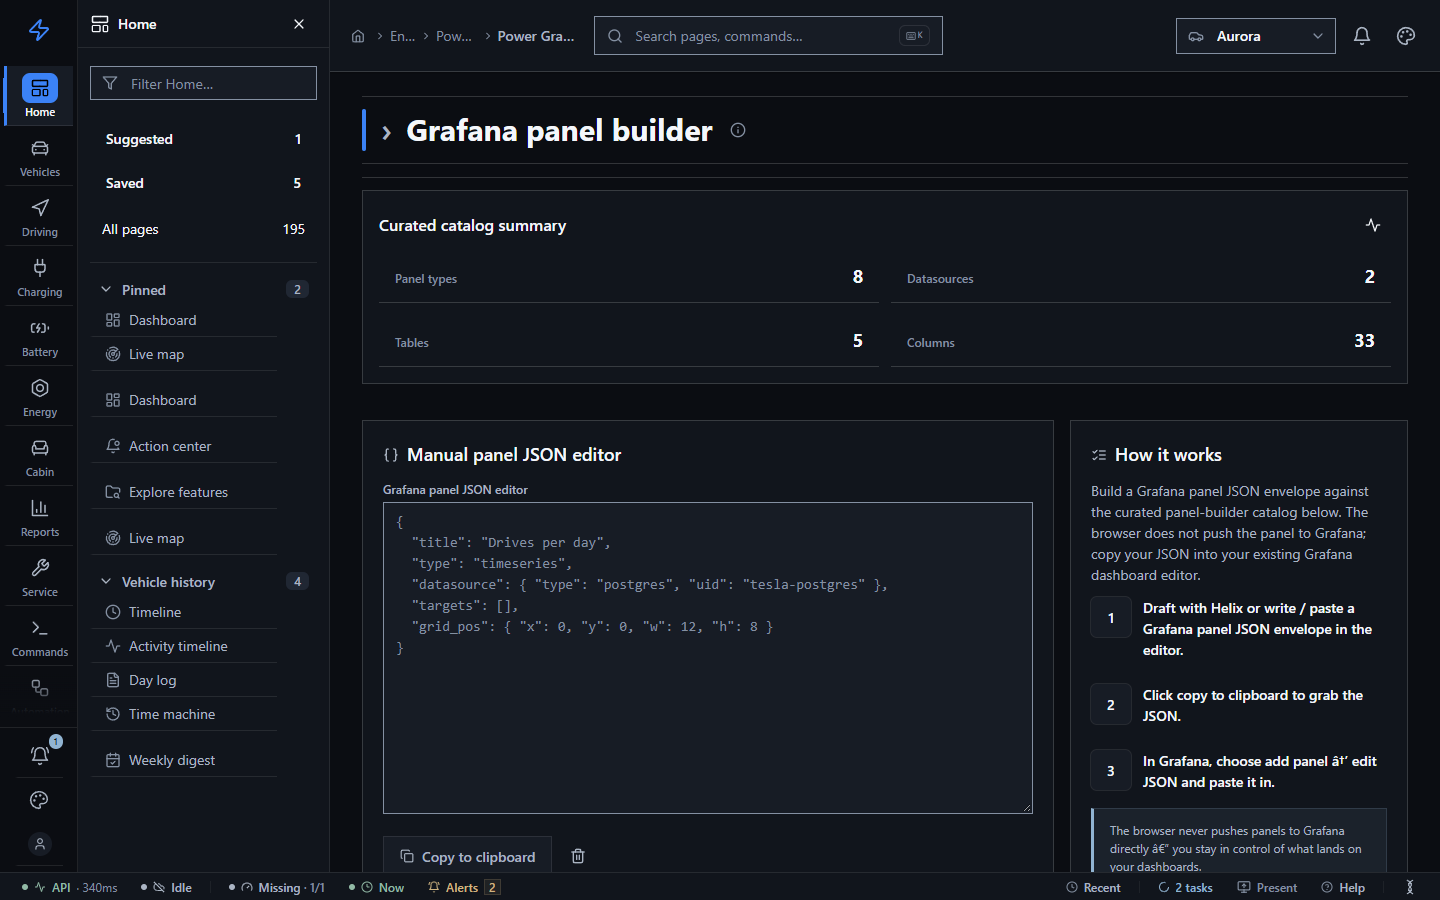 Home
Vehicles
Driving
Charging
Battery
Energy
Cabin
Reports
Service
Commands
1
Home
Filter Home...
Suggested 1
Saved 5
All pages 195
Pinned 2
Dashboard
Live map
Dashboard
Action center
Explore features
Live map
Vehicle history 4
Timeline
Activity timeline
Day log
Time machine
Weekly digest
En... Pow... Power Gra...
Search pages, commands... K
Aurora
Grafana panel builder
Curated catalog summary
Panel types 8
Datasources 2
Tables 5
Columns 33
Manual panel JSON editor
Grafana panel JSON editor
{
"title": "Drives per day",
"type": "timeseries",
"datasource": { "type": "postgres", "uid": "tesla-postgres" },
"targets": [],
"grid_pos": { "x": 0, "y": 0, "w": 12, "h": 8 }
}
Copy to clipboard
How it works
Build a Grafana panel JSON envelope against
the curated panel-builder catalog below. The
browser does not push the panel to Grafana;
copy your JSON into your existing Grafana
dashboard editor.
1
Draft with Helix or write / paste a
Grafana panel JSON envelope in the
editor.
2
Click copy to clipboard to grab the
JSON.
3
In Grafana, choose add panel â†’ edit
JSON and paste it in.
The browser never pushes panels to Grafana
directly â€" you stay in control of what lands on
your dashboards.
API · 340ms
Idle
Missing · 1/1
Now
Alerts 2
Recent
2 tasks
Present
Help